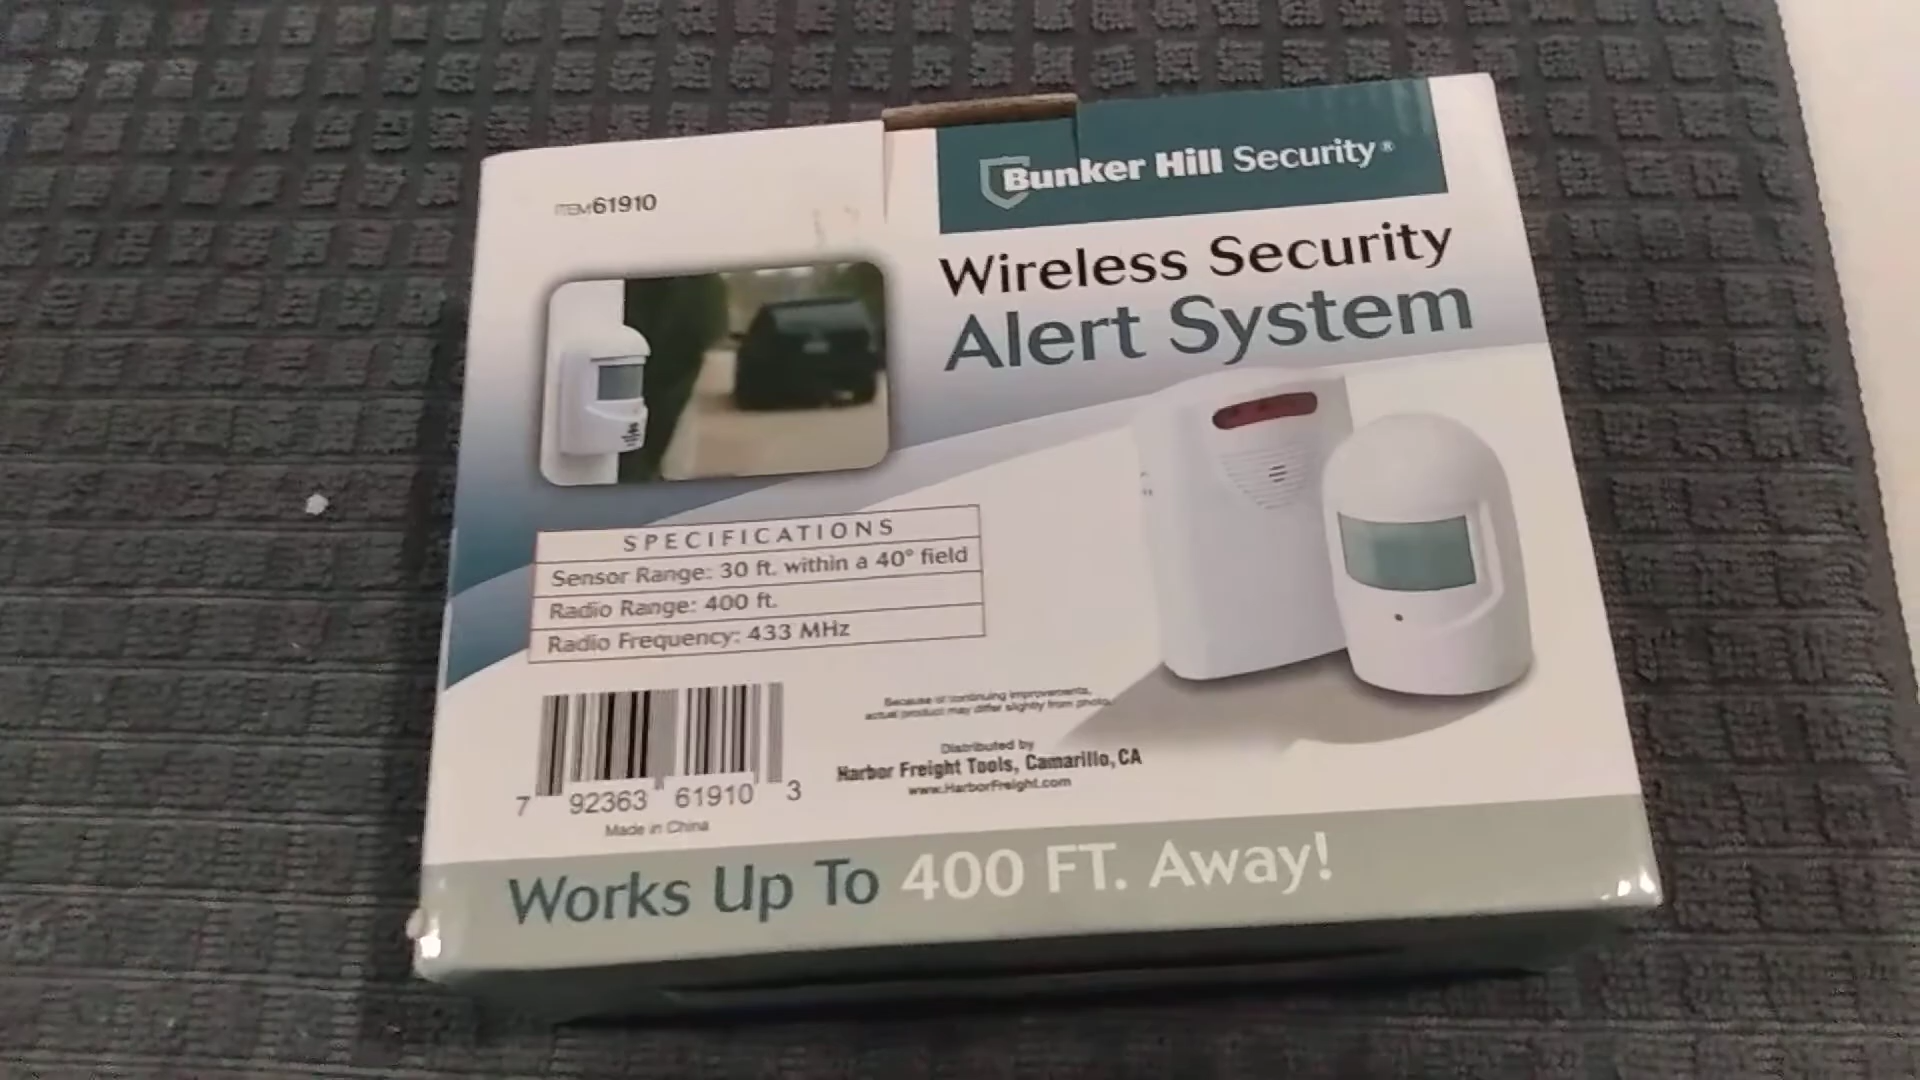 ITEM 61910
Bunker Hill Security®
Wireless Security
Alert System
SPECIFICATIONS
Sensor Range: 30 ft. within a 40° field
Radio Range: 400 ft.
Radio Frequency: 433 MHz
7 92363 61910 3
Made in China
Because of continuing improvements,
actual product may differ slightly from photo.
Distributed by
Harbor Freight Tools, Camarillo, CA
www.HarborFreight.com
Works Up To 400 FT. Away!